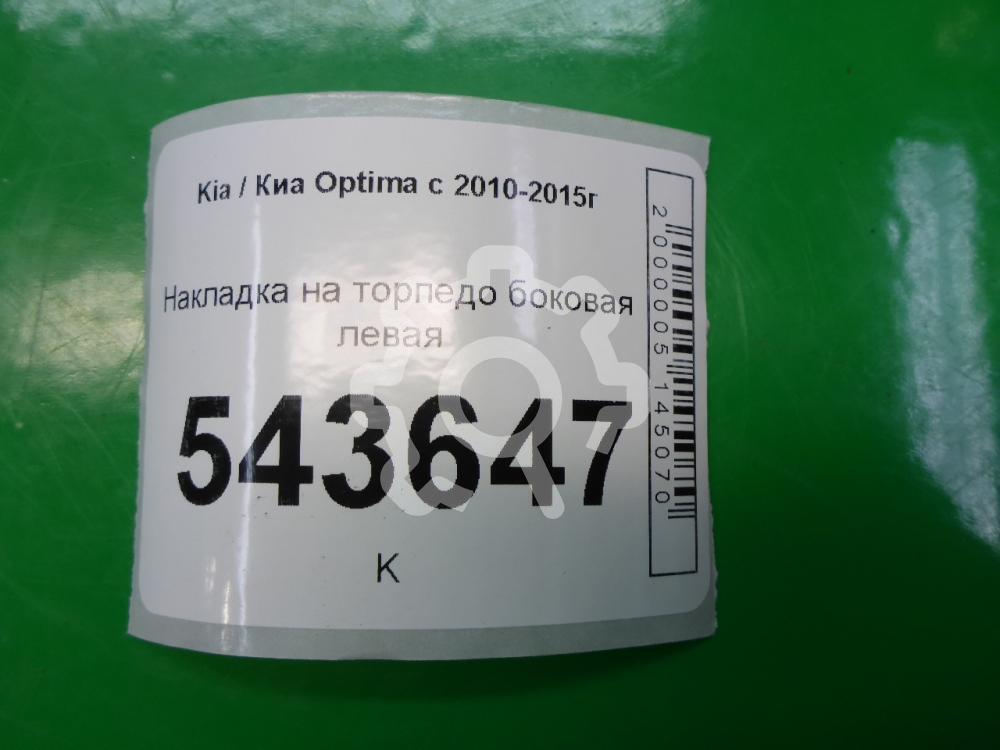 Kia / Киа Optima с 2010-2015г
Накладка на торпедо боковая
левая
543647
К
2000005145070